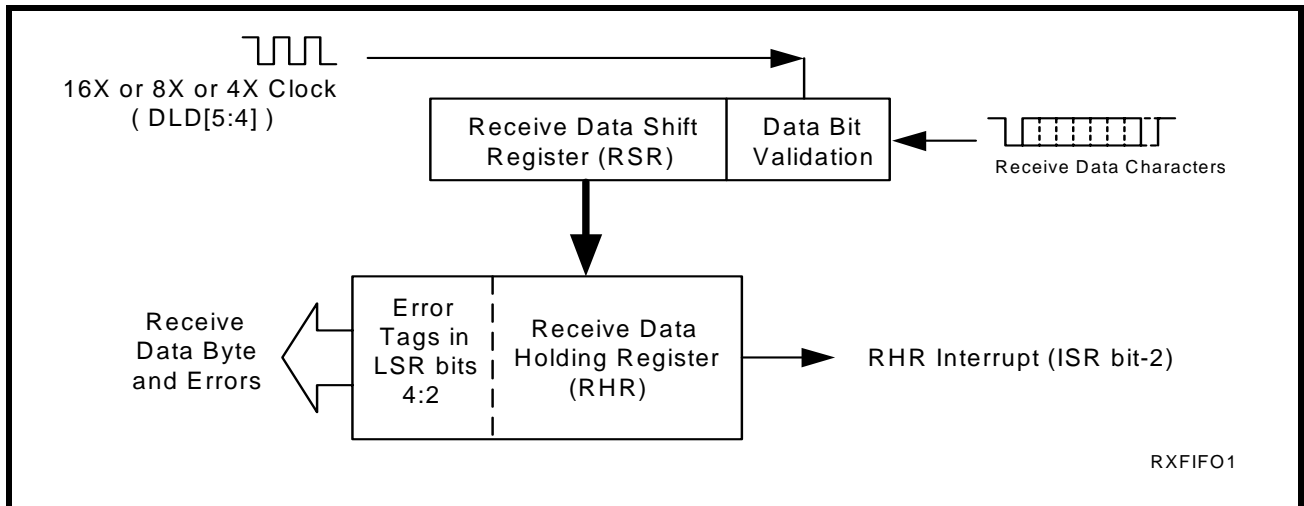 16X or 8X or 4X Clock
( DLD[5:4] )
Receive Data Shift
Register (RSR)
Data Bit
Validation
Receive Data Characters
Receive
Data Byte
and Errors
Error
Tags in
LSR bits
4:2
Receive Data
Holding Register
(RHR)
RHR Interrupt (ISR bit-2)
RXFIFO1